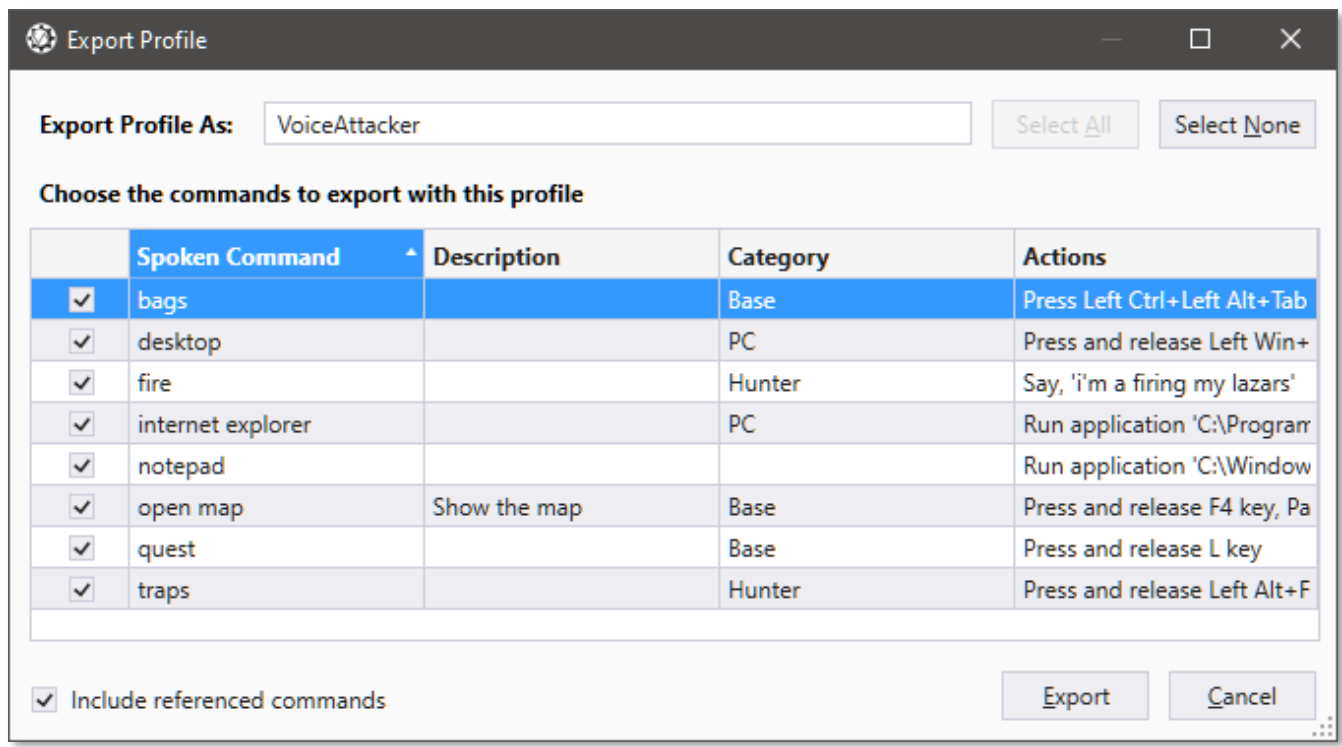 Export Profile
Export Profile As: VoiceAttacker Select All Select None
Choose the commands to export with this profile
Spoken Command Description Category Actions
bags Base Press Left Ctrl+Left Alt+Tab
desktop PC Press and release Left Win+
fire Hunter Say, 'i'm a firing my lazars'
internet explorer PC Run application 'C:\Program
notepad Run application 'C:\Window
open map Show the map Base Press and release F4 key, Pa
quest Base Press and release L key
traps Hunter Press and release Left Alt+F
Include referenced commands Export Cancel